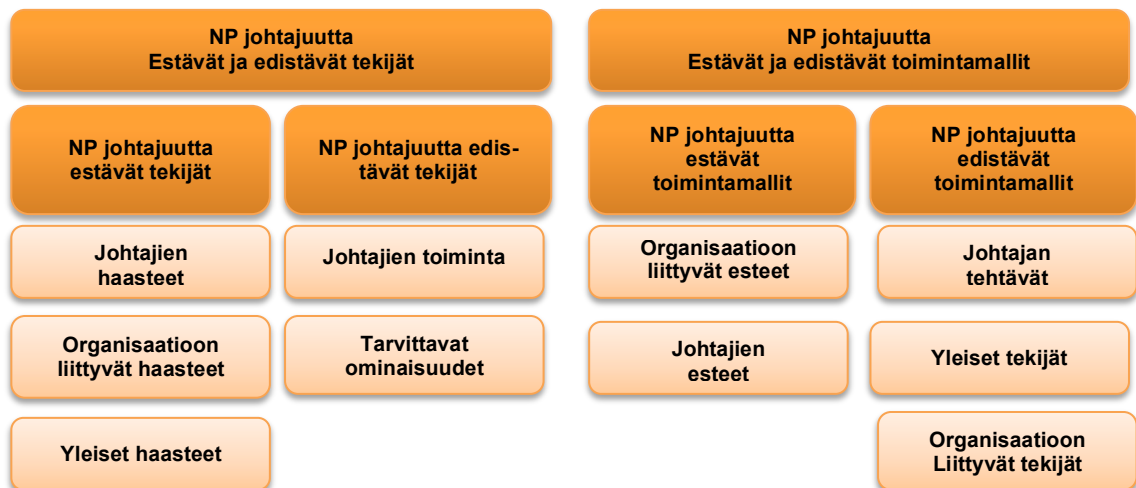 NP johtajuutta
Estävät ja edistävät tekijät
NP johtajuutta
Estävät ja edistävät toimintamallit
NP johtajuutta
estävät tekijät
NP johtajuutta edis-
tävät tekijät
NP johtajuutta
estävät
toimintamallit
NP johtajuutta
edistävät
toimintamallit
Johtajien
haasteet
Johtajien toiminta
Organisaatioon
liittyvät esteet
Johtajan
tehtävät
Organisaatioon
liittyvät haasteet
Tarvittavat
ominaisuudet
Johtajien
esteet
Yleiset tekijät
Yleiset haasteet
Organisaatioon
Liittyvät tekijät